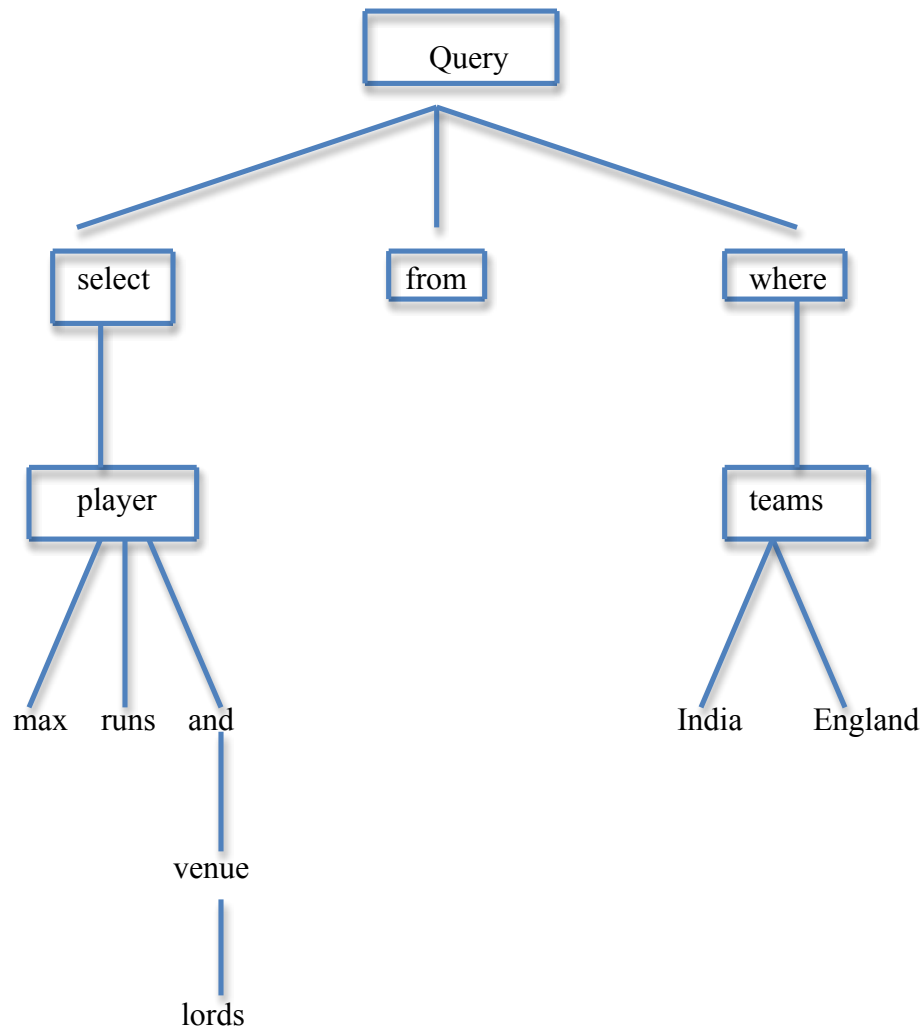 Query
select
from
where
player
teams
max runs and
India England
venue
lords